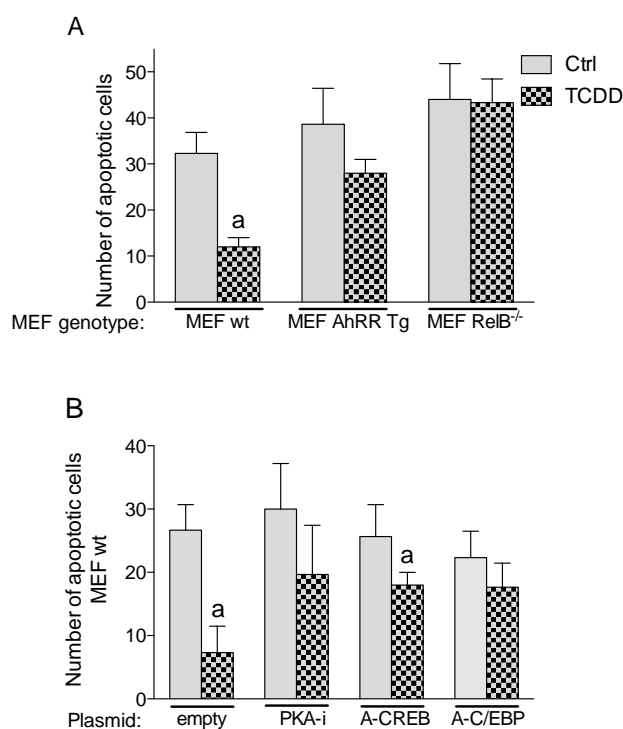 A
Number of apoptotic cells
50
40
30
20
10
0
a
Ctrl
TCDD
MEF genotype: MEF wt MEF AhRR Tg MEF RelB-/-
B
Number of apoptotic cells
MEF wt
40
30
20
10
0
a
a
Plasmid: empty PKA-i A-CREB A-C/EBP